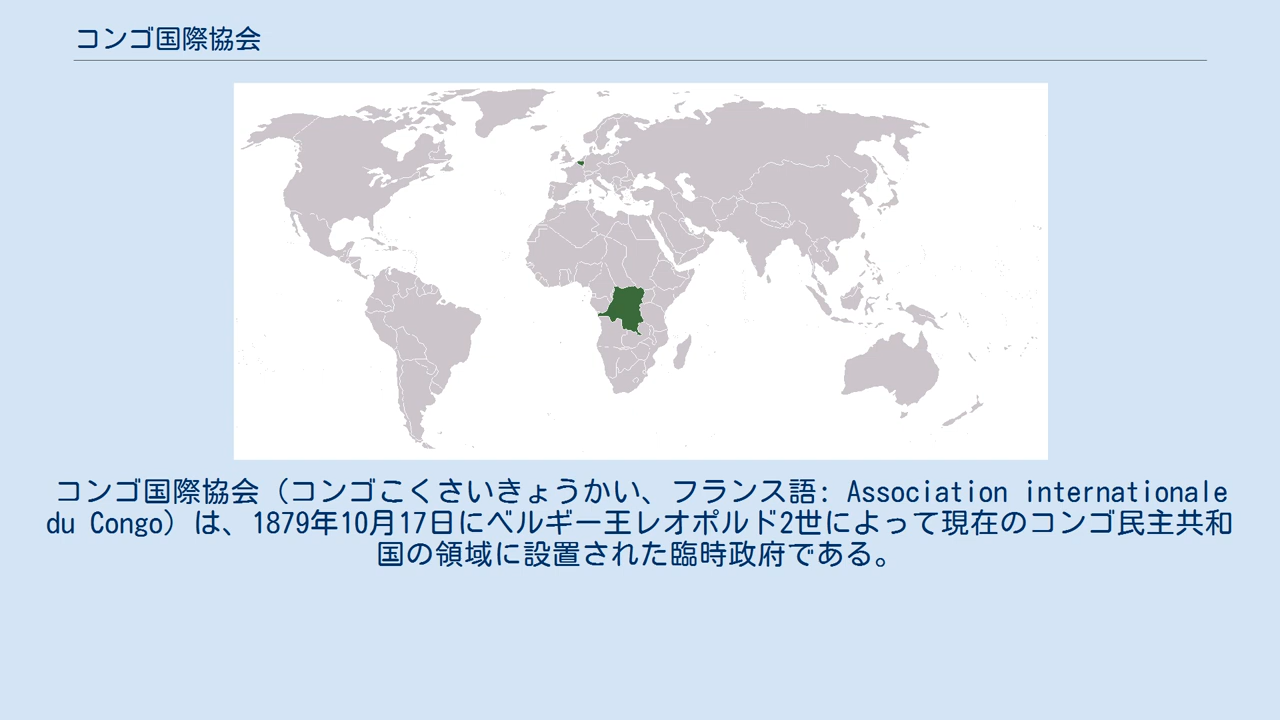 コンゴ国際協会
コンゴ国際協会（コンゴこくさいきょうかい、フランス語: Association internationale
du Congo）は、1879年10月17日にベルギー王レオポルド2世によって現在のコンゴ民主共和
国の領域に設置された臨時政府である。